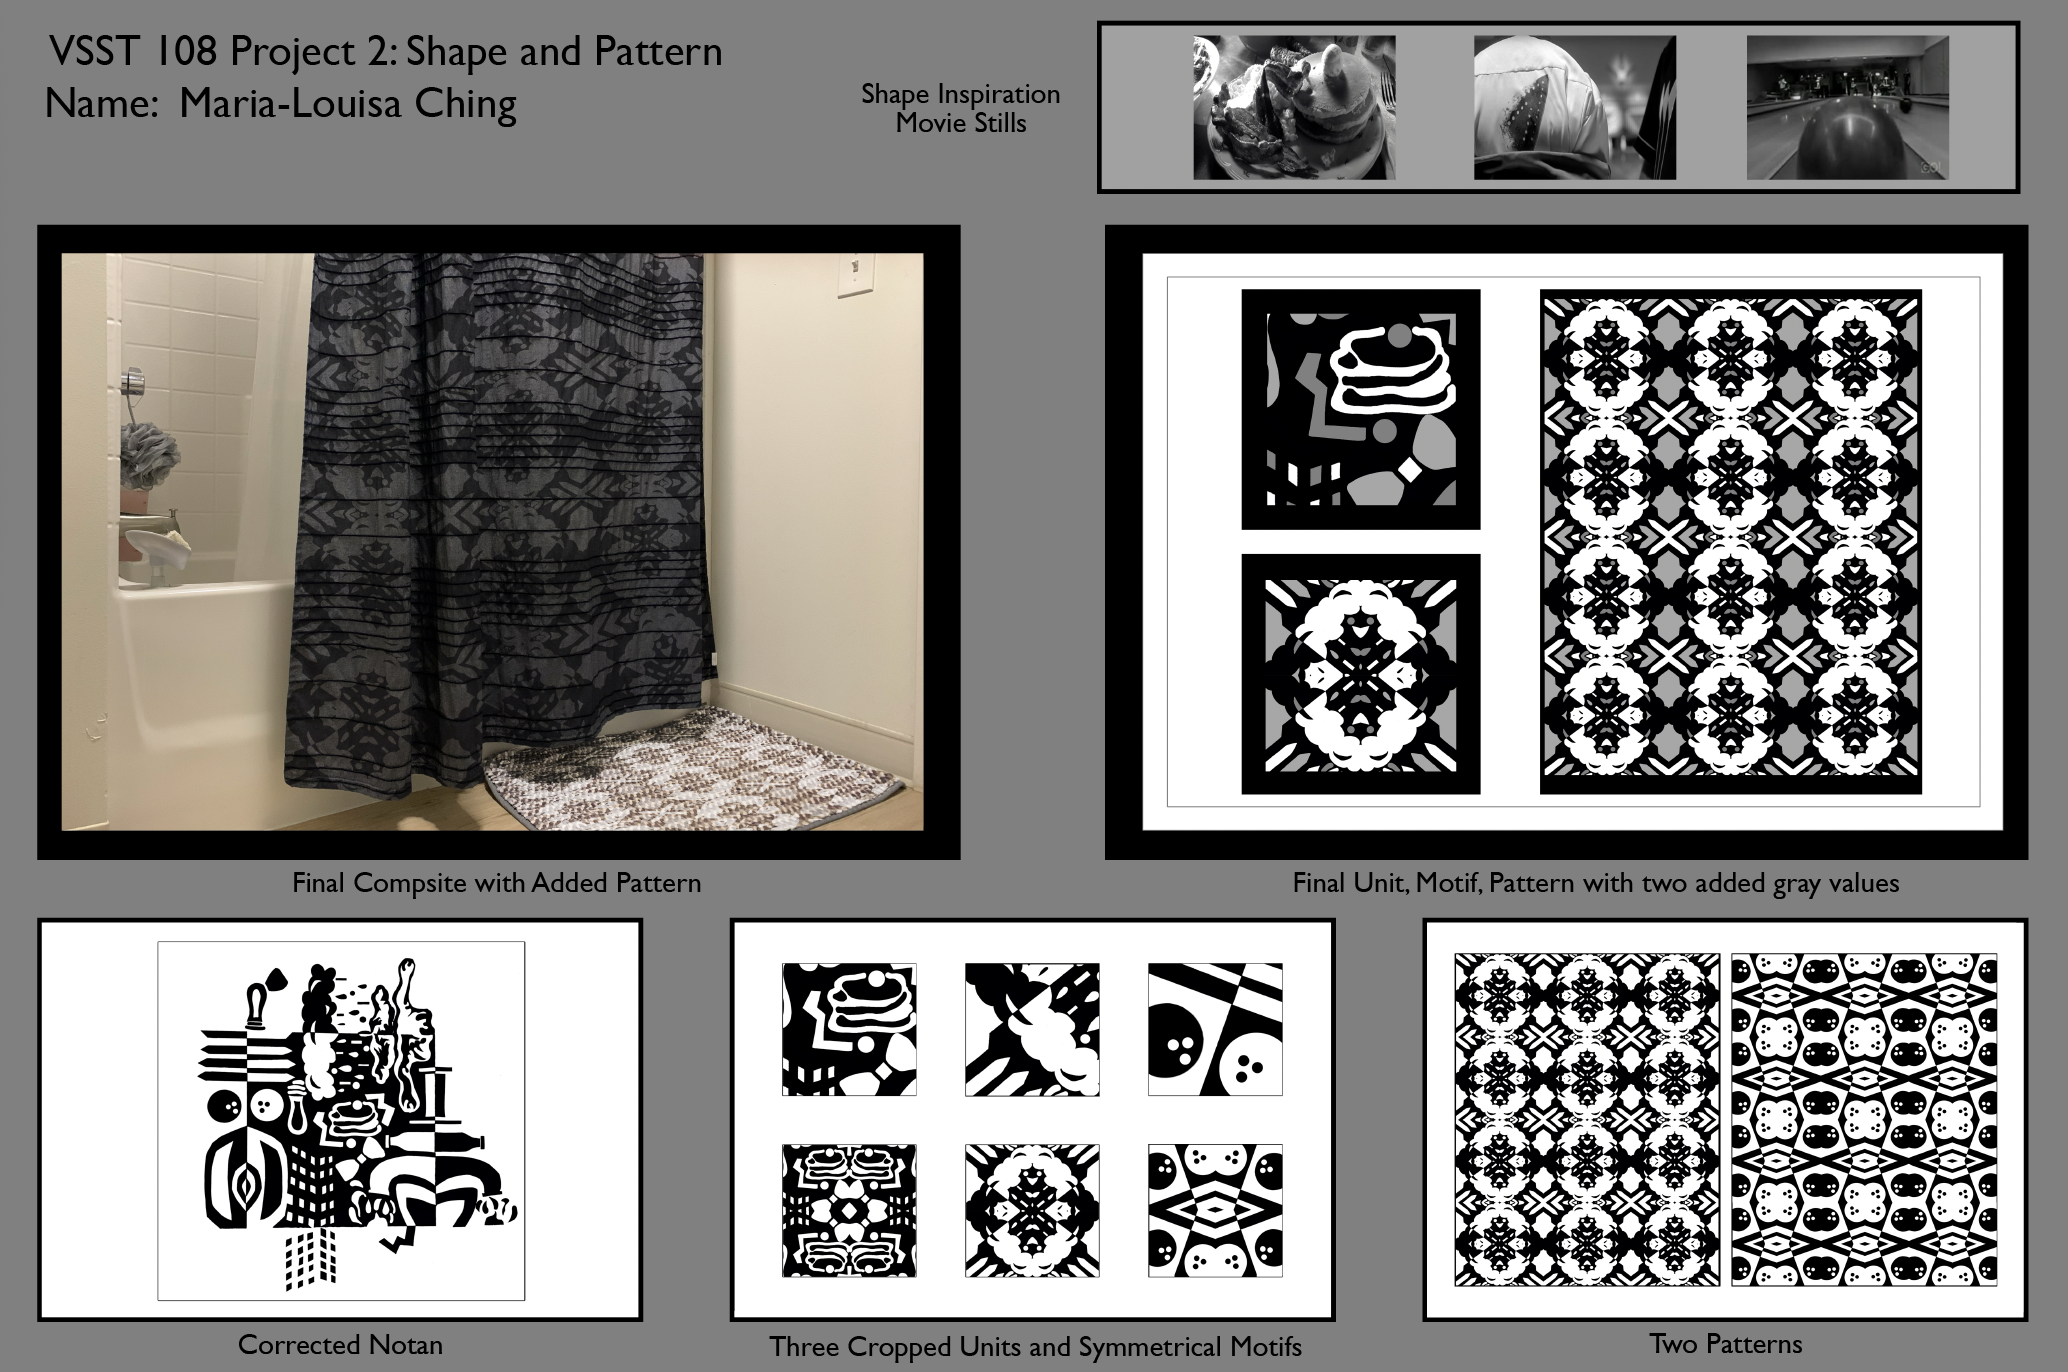 VSST 108 Project 2: Shape and Pattern
Name: Maria-Louisa Ching
Shape Inspiration
Movie Stills
Final Compsite with Added Pattern
Final Unit, Motif, Pattern with two added gray values
Corrected Notan
Three Cropped Units and Symmetrical Motifs
Two Patterns